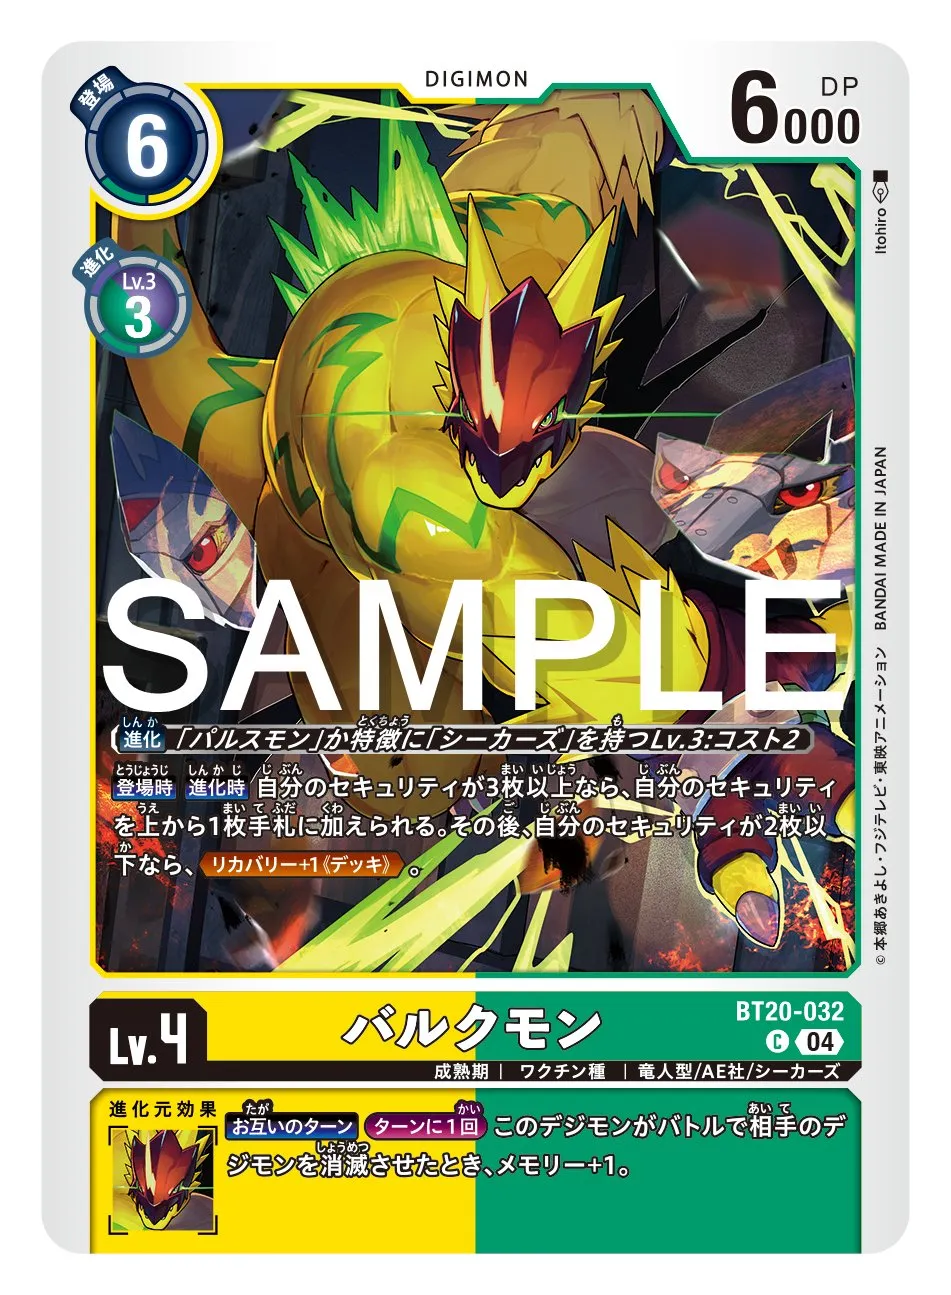 DIGIMON
登場
6
DP
6000
進化
Lv.3
3
Itohiro
BANDAI MADE IN JAPAN
©本郷あきよし・フジテレビ・東映アニメーション
SAMPLE
進化 「パルスモン」か特徴に「シーカーズ」を持つLv.3:コスト2
登場時 進化時 自分のセキュリティが3枚以上なら、自分のセキュリティ
を上から1枚手札に加えられる。その後、自分のセキュリティが2枚以
下なら、リカバリー+1《デッキ》。
Lv.4
バルクモン
BT20-032
C 04
成熟期 | ワクチン種 | 竜人型/AE社/シーカーズ
進化元効果
お互いのターン ターンに1回 このデジモンがバトルで相手のデ
ジモンを消滅させたとき、メモリー+1。